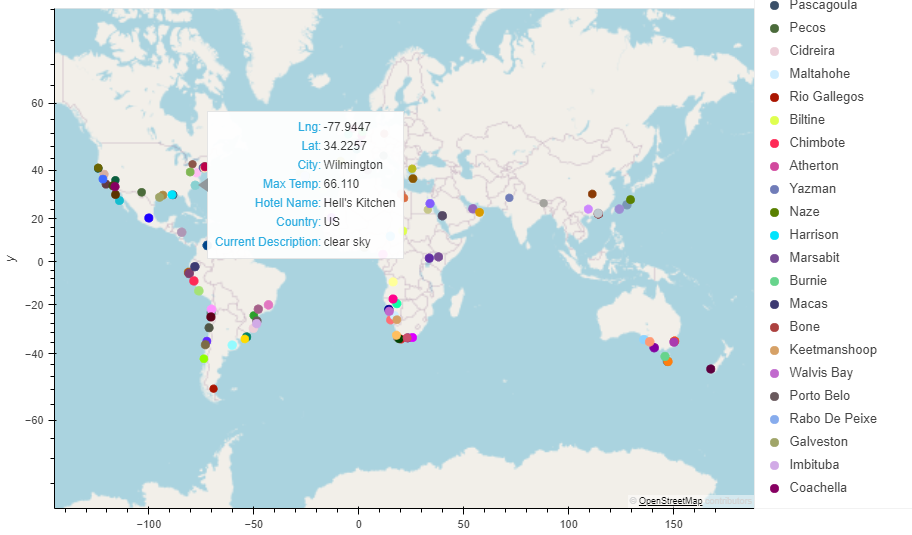 Pascagoula
Pecos
Cidreira
Maltahohe
Rio Gallegos
Biltine
Chimbote
Atherton
Yazman
Naze
Harrison
Marsabit
Burnie
Macas
Bone
Keetmanshoop
Walvis Bay
Porto Belo
Rabo De Peixe
Galveston
Imbituba
Coachella
Lng: -77.9447
Lat: 34.2257
City: Wilmington
Max Temp: 66.110
Hotel Name: Hell's Kitchen
Country: US
Current Description: clear sky
y
60
40
20
0
−20
−40
−60
−100
−50
0
50
100
150
© OpenStreetMap contributors